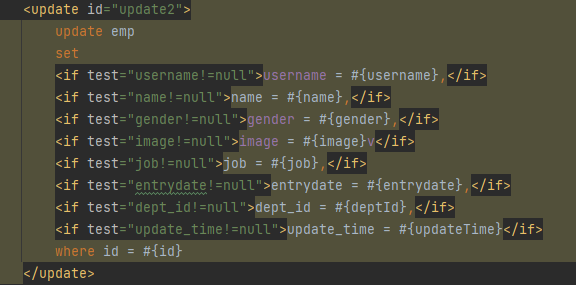 <update id="update2">
update emp
set
<if test="username!=null">username = #{username},</if>
<if test="name!=null">name = #{name},</if>
<if test="gender!=null">gender = #{gender},</if>
<if test="image!=null">image = #{image}v</if>
<if test="job!=null">job = #{job},</if>
<if test="entrydate!=null">entrydate = #{entrydate},</if>
<if test="dept_id!=null">dept_id = #{deptId},</if>
<if test="update_time!=null">update_time = #{updateTime}</if>
where id = #{id}
</update>